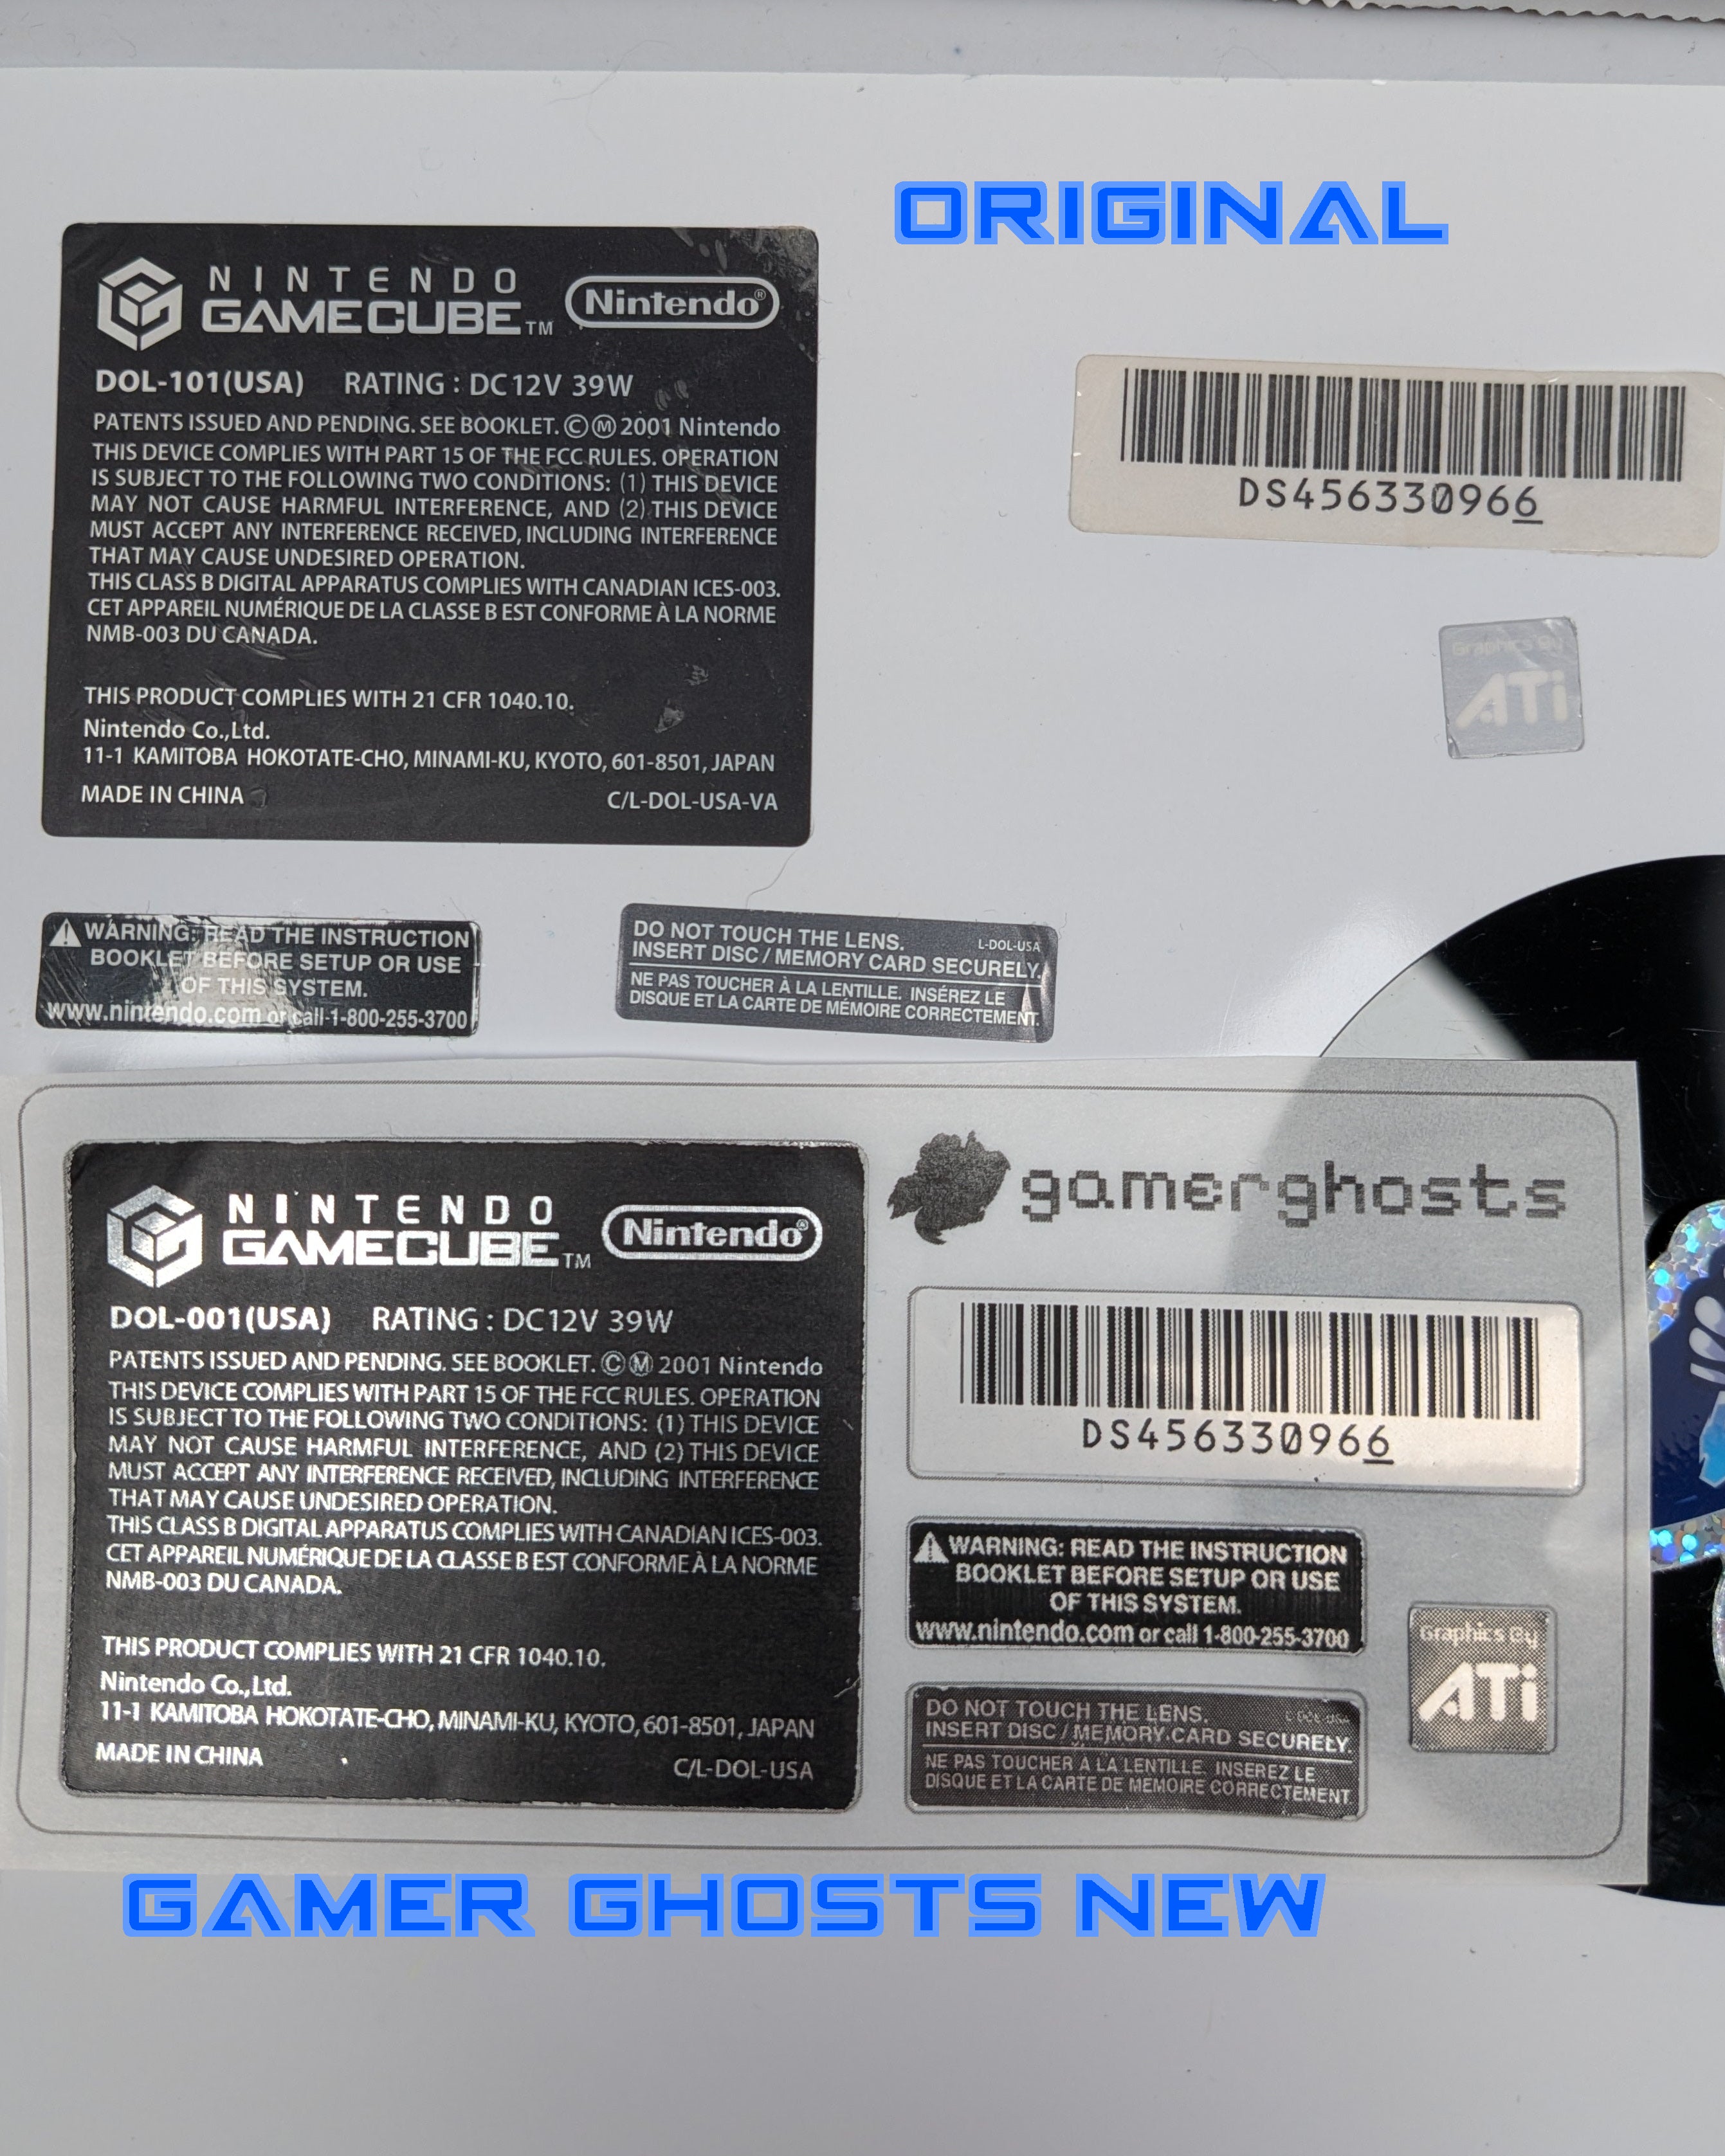 ORIGINAL
NINTENDO
GAMECUBE™ Nintendo®
DOL-101(USA) RATING : DC12V 39W
PATENTS ISSUED AND PENDING. SEE BOOKLET. ©Ⓜ 2001 Nintendo
THIS DEVICE COMPLIES WITH PART 15 OF THE FCC RULES. OPERATION
IS SUBJECT TO THE FOLLOWING TWO CONDITIONS: (1) THIS DEVICE
MAY NOT CAUSE HARMFUL INTERFERENCE, AND (2) THIS DEVICE
MUST ACCEPT ANY INTERFERENCE RECEIVED, INCLUDING INTERFERENCE
THAT MAY CAUSE UNDESIRED OPERATION.
THIS CLASS B DIGITAL APPARATUS COMPLIES WITH CANADIAN ICES-003.
CET APPAREIL NUMÉRIQUE DE LA CLASSE B EST CONFORME À LA NORME
NMB-003 DU CANADA.
THIS PRODUCT COMPLIES WITH 21 CFR 1040.10.
Nintendo Co.,Ltd.
11-1 KAMITOBA HOKOTATE-CHO, MINAMI-KU, KYOTO, 601-8501, JAPAN
MADE IN CHINA C/L-DOL-USA-VA
DS456330966
Graphics By
ATi
WARNING: READ THE INSTRUCTION
BOOKLET BEFORE SETUP OR USE
OF THIS SYSTEM.
www.nintendo.com or call 1-800-255-3700
DO NOT TOUCH THE LENS. L-DOL-USA
INSERT DISC / MEMORY CARD SECURELY.
NE PAS TOUCHER À LA LENTILLE. INSÉREZ LE
DISQUE ET LA CARTE DE MÉMOIRE CORRECTEMENT.
NINTENDO
GAMECUBE™ Nintendo®
DOL-001(USA) RATING : DC12V 39W
PATENTS ISSUED AND PENDING. SEE BOOKLET. ©Ⓜ 2001 Nintendo
THIS DEVICE COMPLIES WITH PART 15 OF THE FCC RULES. OPERATION
IS SUBJECT TO THE FOLLOWING TWO CONDITIONS: (1) THIS DEVICE
MAY NOT CAUSE HARMFUL INTERFERENCE, AND (2) THIS DEVICE
MUST ACCEPT ANY INTERFERENCE RECEIVED, INCLUDING INTERFERENCE
THAT MAY CAUSE UNDESIRED OPERATION.
THIS CLASS B DIGITAL APPARATUS COMPLIES WITH CANADIAN ICES-003.
CET APPAREIL NUMÉRIQUE DE LA CLASSE B EST CONFORME À LA NORME
NMB-003 DU CANADA.
THIS PRODUCT COMPLIES WITH 21 CFR 1040.10.
Nintendo Co.,Ltd.
11-1 KAMITOBA HOKOTATE-CHO, MINAMI-KU, KYOTO, 601-8501, JAPAN
MADE IN CHINA C/L-DOL-USA
gamerghosts
DS456330966
WARNING: READ THE INSTRUCTION
BOOKLET BEFORE SETUP OR USE
OF THIS SYSTEM.
www.nintendo.com or call 1-800-255-3700
DO NOT TOUCH THE LENS. L-DOL-USA
INSERT DISC / MEMORY CARD SECURELY.
NE PAS TOUCHER À LA LENTILLE. INSEREZ LE
DISQUE ET LA CARTE DE MEMOIRE CORRECTEMENT
Graphics By
ATi
GAMER GHOSTS NEW